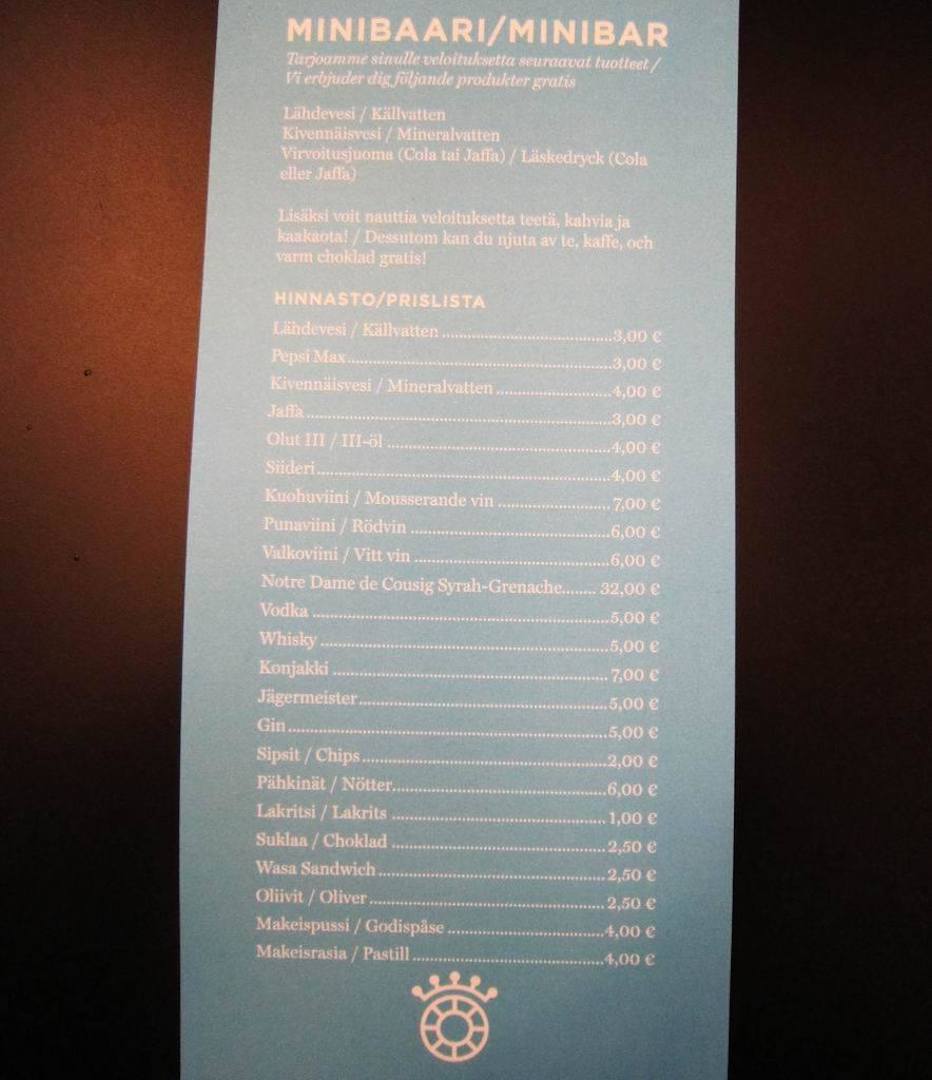 MINIBAARI/MINIBAR
Tarjoamme sinulle veloituksetta seuraavat tuotteet /
Vi erbjuder dig följande produkter gratis
Lähdevesi / Källvatten
Kivennäisvesi / Mineralvatten
Virvoitusjuoma (Cola tai Jaffa) / Läskedryck (Cola
eller Jaffa)
Lisäksi voit nauttia veloituksetta teetä, kahvia ja
kaakaota! / Dessutom kan du njuta av te, kaffe, och
varm choklad gratis!
HINNASTO/PRISLISTA
Lähdevesi / Källvatten ........ 3,00 €
Pepsi Max ........ 3,00 €
Kivennäisvesi / Mineralvatten ........ 4,00 €
Jaffa ........ 3,00 €
Olut III / III-öl ........ 4,00 €
Siideri ........ 4,00 €
Kuohuviini / Mousserande vin ........ 7,00 €
Punaviini / Rödvin ........ 6,00 €
Valkoviini / Vitt vin ........ 6,00 €
Notre Dame de Cousig Syrah-Grenache ........ 32,00 €
Vodka ........ 5,00 €
Whisky ........ 5,00 €
Konjakki ........ 7,00 €
Jägermeister ........ 5,00 €
Gin ........ 5,00 €
Sipsit / Chips ........ 2,00 €
Pähkinät / Nötter ........ 6,00 €
Lakritsi / Lakrits ........ 1,00 €
Suklaa / Choklad ........ 2,50 €
Wasa Sandwich ........ 2,50 €
Oliivit / Oliver ........ 2,50 €
Makeispussi / Godispåse ........ 4,00 €
Makeisrasia / Pastill ........ 4,00 €